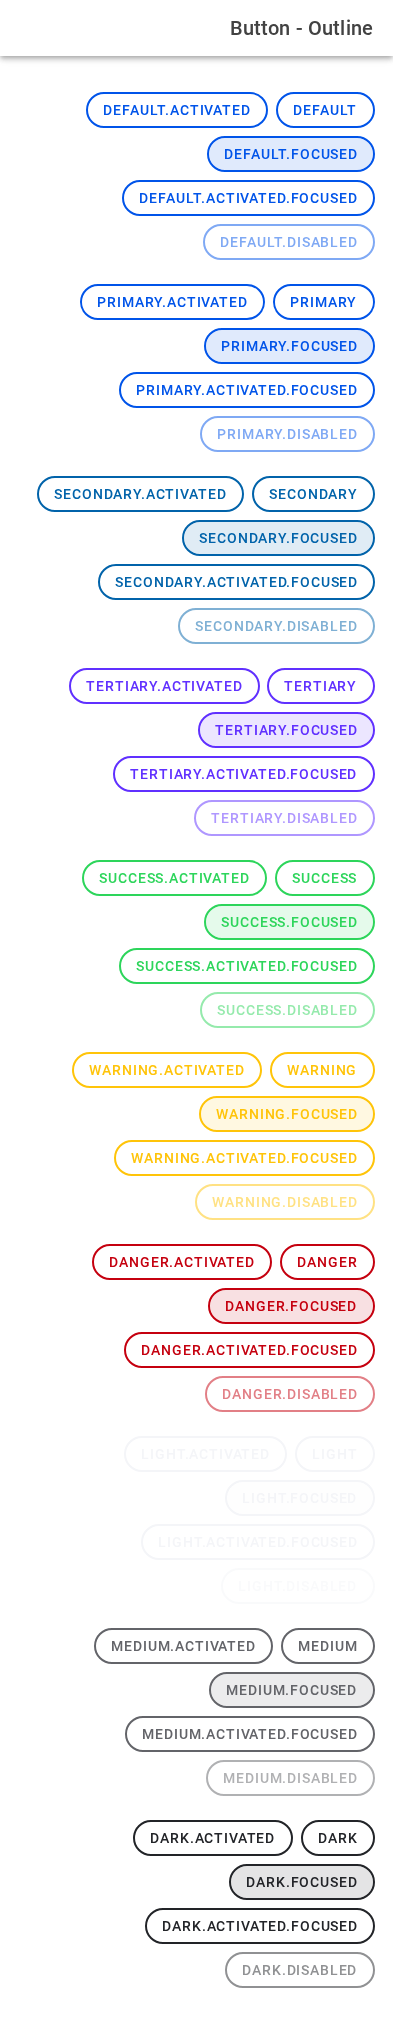 Button - Outline
DEFAULT.ACTIVATED DEFAULT
DEFAULT.FOCUSED
DEFAULT.ACTIVATED.FOCUSED
DEFAULT.DISABLED
PRIMARY.ACTIVATED PRIMARY
PRIMARY.FOCUSED
PRIMARY.ACTIVATED.FOCUSED
PRIMARY.DISABLED
SECONDARY.ACTIVATED SECONDARY
SECONDARY.FOCUSED
SECONDARY.ACTIVATED.FOCUSED
SECONDARY.DISABLED
TERTIARY.ACTIVATED TERTIARY
TERTIARY.FOCUSED
TERTIARY.ACTIVATED.FOCUSED
TERTIARY.DISABLED
SUCCESS.ACTIVATED SUCCESS
SUCCESS.FOCUSED
SUCCESS.ACTIVATED.FOCUSED
SUCCESS.DISABLED
WARNING.ACTIVATED WARNING
WARNING.FOCUSED
WARNING.ACTIVATED.FOCUSED
WARNING.DISABLED
DANGER.ACTIVATED DANGER
DANGER.FOCUSED
DANGER.ACTIVATED.FOCUSED
DANGER.DISABLED
LIGHT.ACTIVATED LIGHT
LIGHT.FOCUSED
LIGHT.ACTIVATED.FOCUSED
LIGHT.DISABLED
MEDIUM.ACTIVATED MEDIUM
MEDIUM.FOCUSED
MEDIUM.ACTIVATED.FOCUSED
MEDIUM.DISABLED
DARK.ACTIVATED DARK
DARK.FOCUSED
DARK.ACTIVATED.FOCUSED
DARK.DISABLED